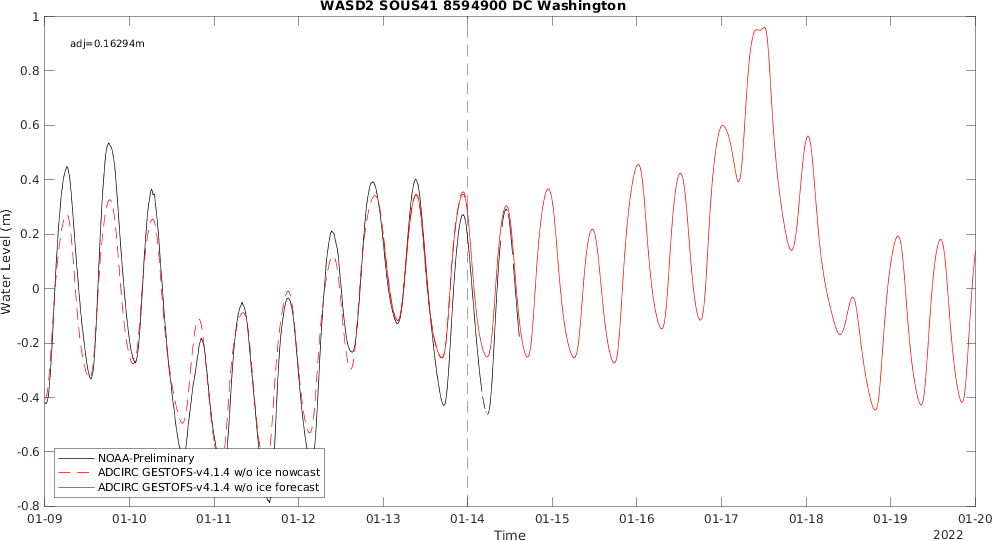 WASD2 SOUS41 8594900 DC Washington
adj=0.16294m
1
0.8
0.6
0.4
0.2
0
-0.2
-0.4
-0.6
-0.8
Water Level (m)
NOAA-Preliminary
ADCIRC GESTOFS-v4.1.4 w/o ice nowcast
ADCIRC GESTOFS-v4.1.4 w/o ice forecast
01-09 01-10 01-11 01-12 01-13 01-14 01-15 01-16 01-17 01-18 01-19 01-20
Time
2022